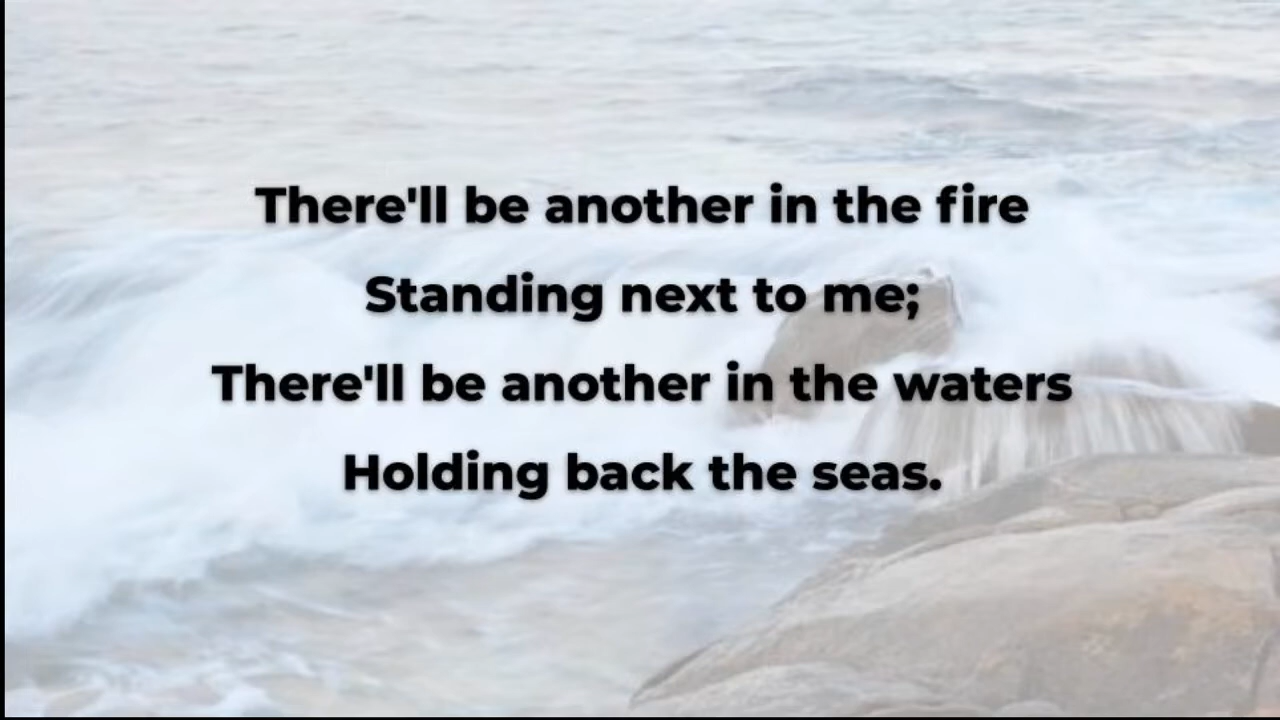 There'll be another in the fire
Standing next to me;
There'll be another in the waters
Holding back the seas.